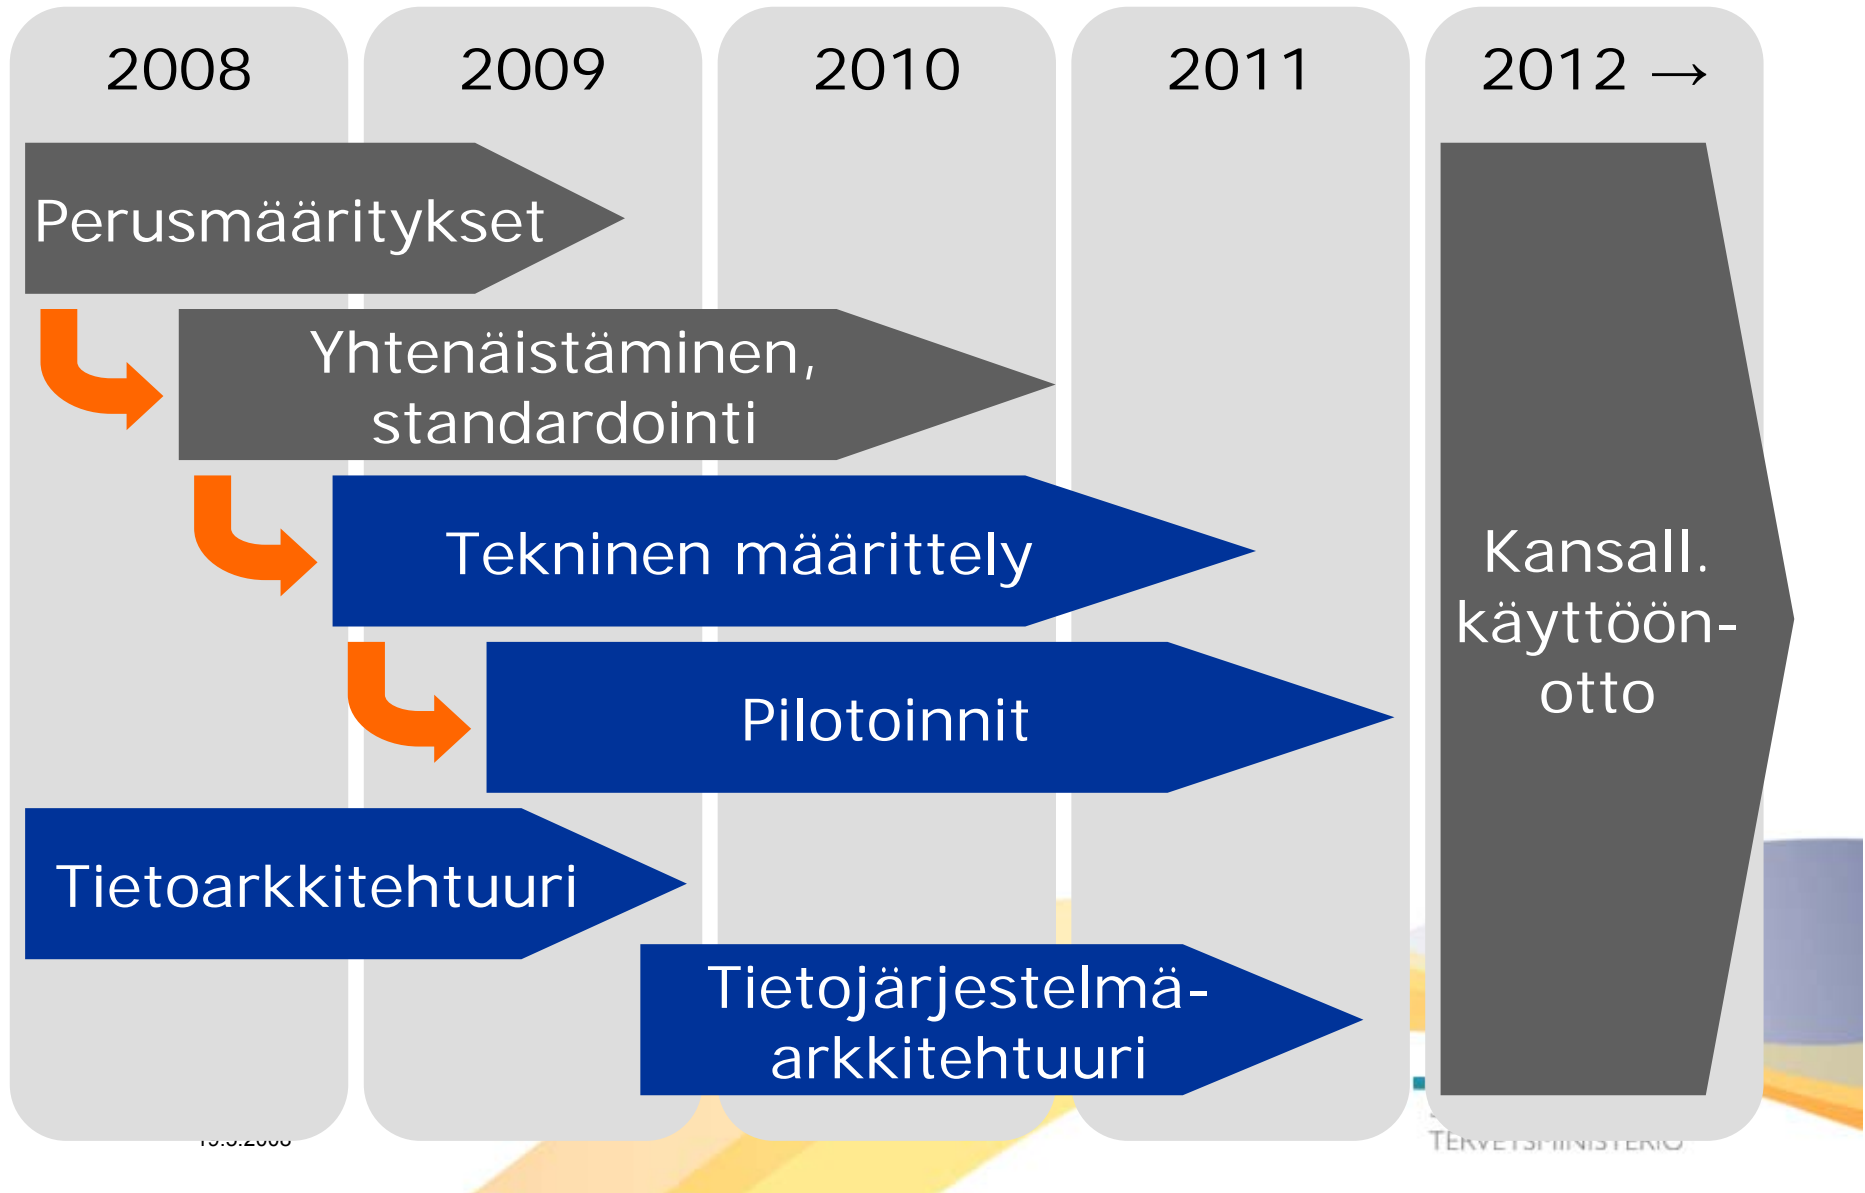 2008
2009
2010
2011
2012 →
Perusmääritykset
Yhtenäistäminen,
standardointi
Tekninen määrittely
Pilotoinnit
Tietoarkkitehtuuri
Tietojärjestelmä-
arkkitehtuuri
Kansall.
käyttöön-
otto